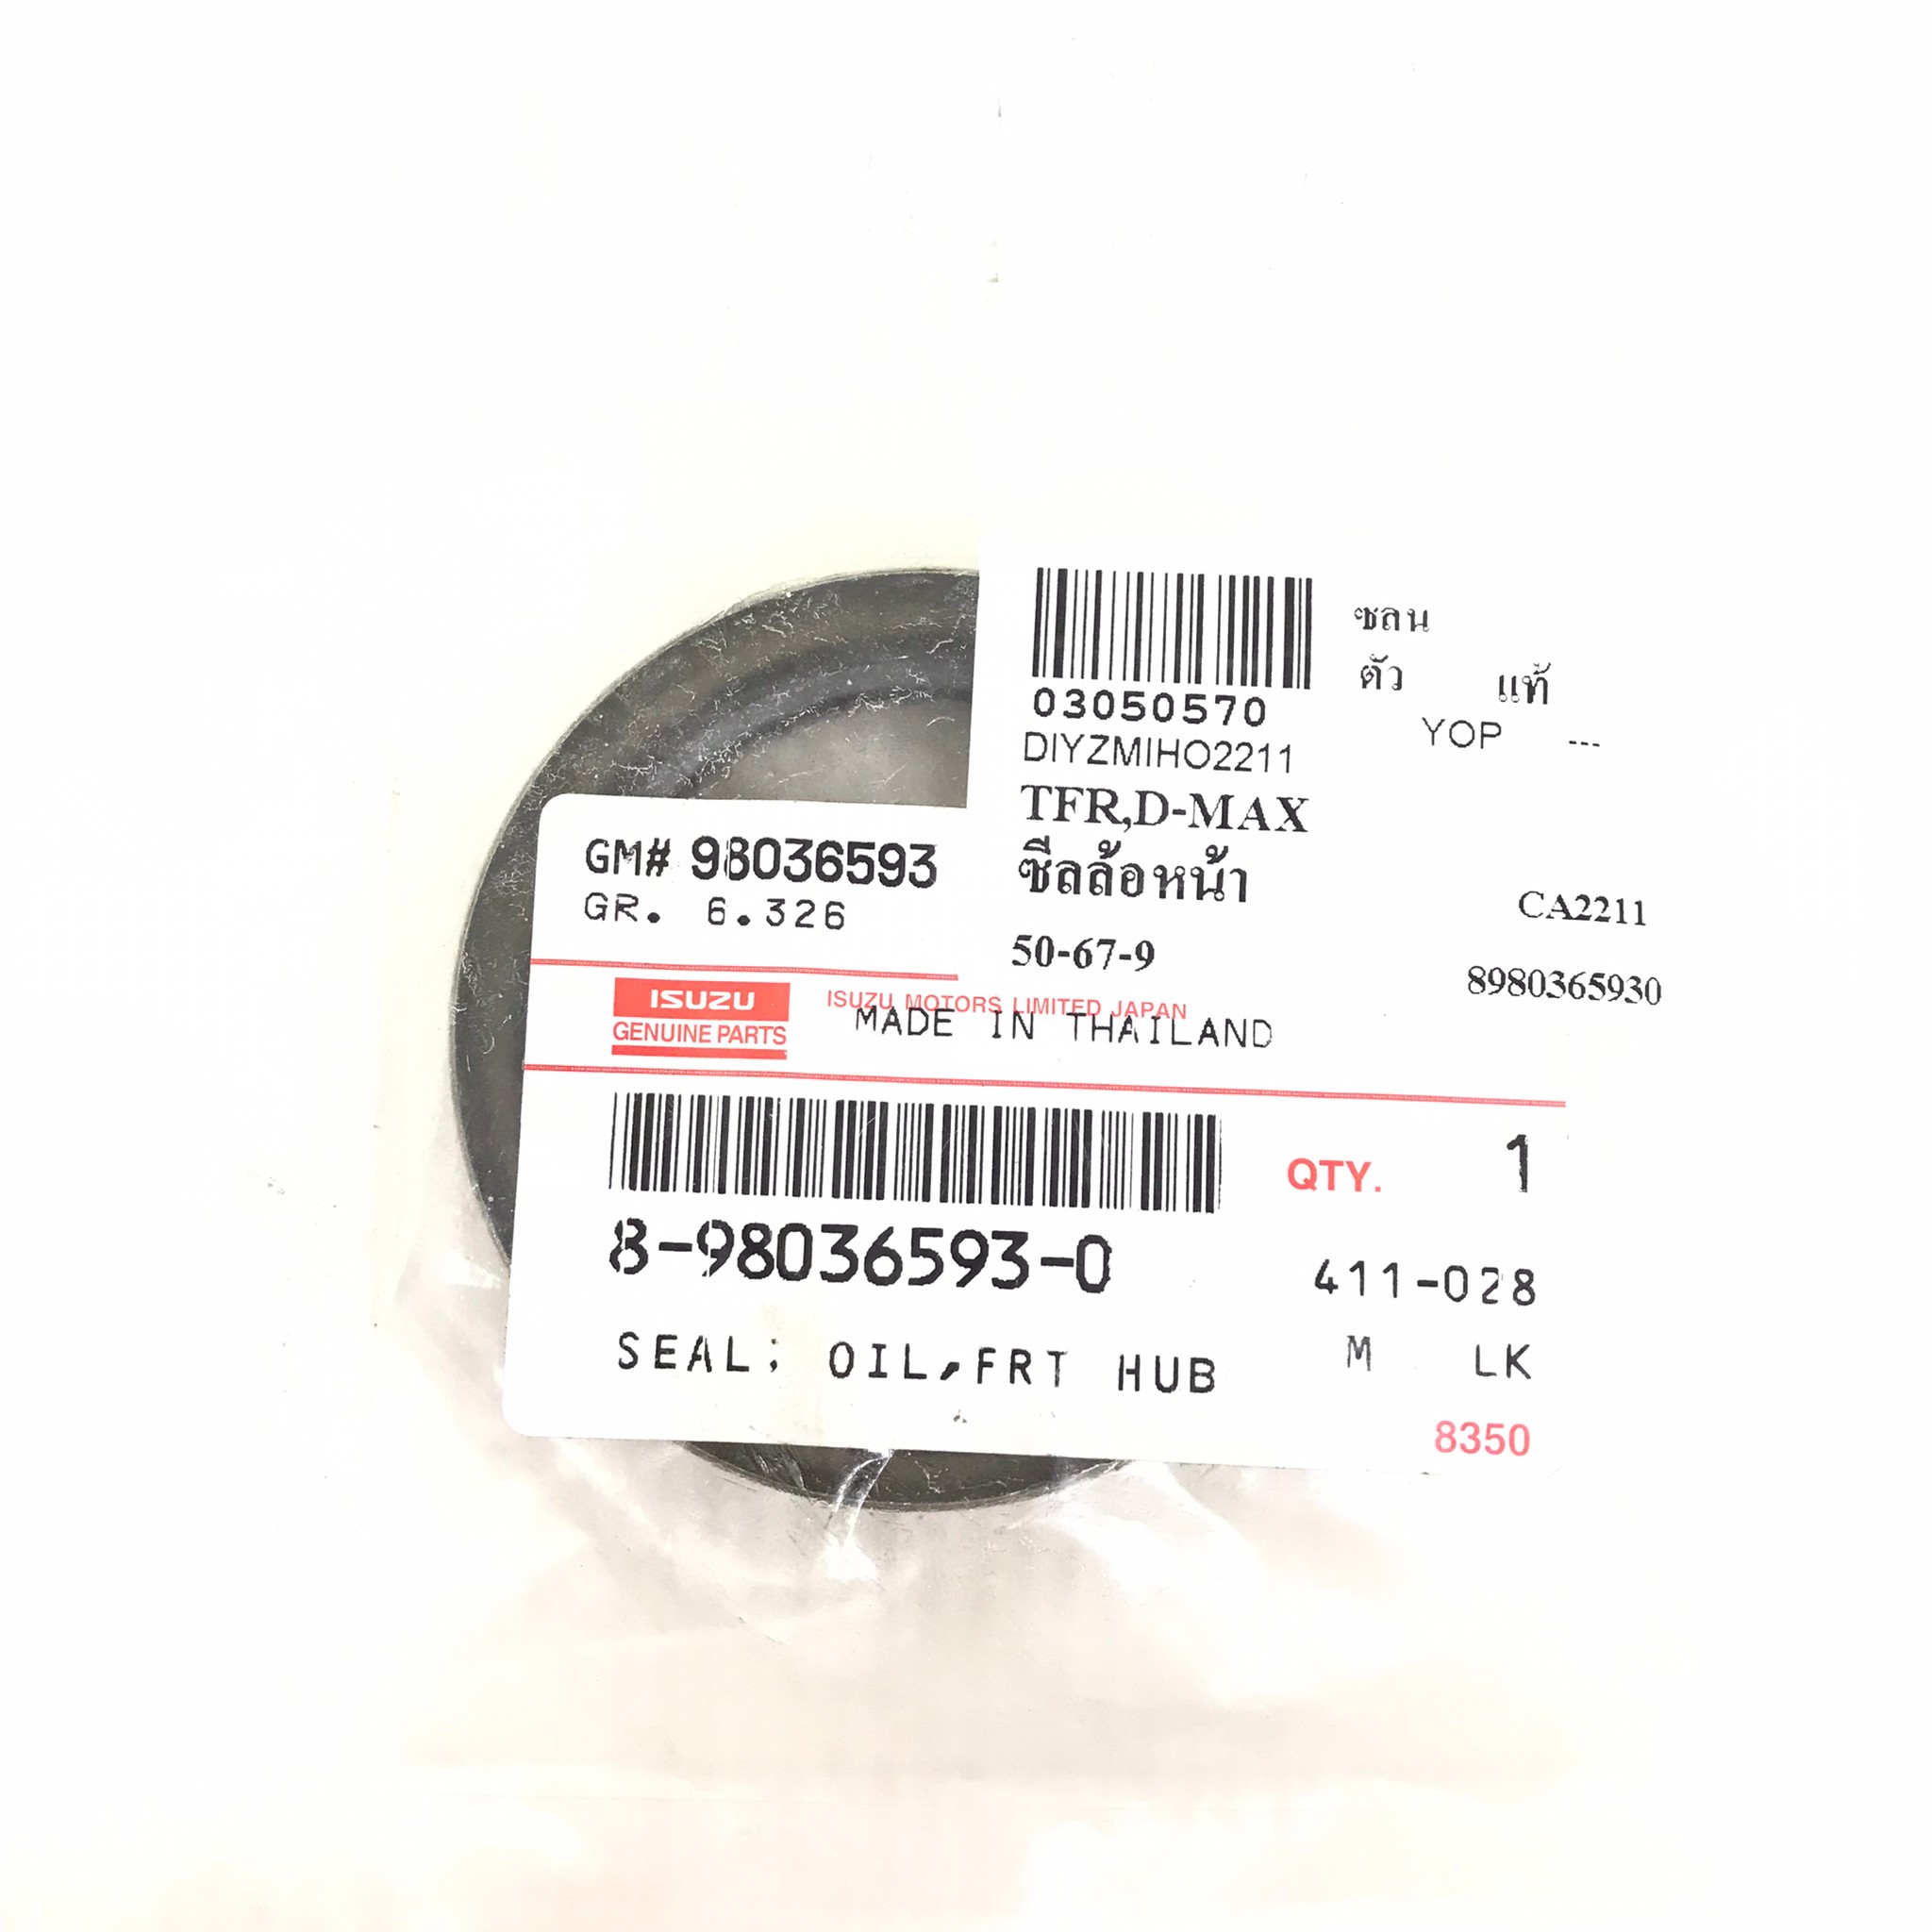 03050570
DIYZMIHO2211
TFR,D-MAX
ซีลล้อหน้า
50-67-9
ซลน
ตัว แท้
YOP ---
CA2211
8980365930
GM# 98036593
GR. 6.326
ISUZU
GENUINE PARTS
ISUZU MOTORS LIMITED JAPAN
MADE IN THAILAND
QTY. 1
8-98036593-0
411-028
SEAL; OIL,FRT HUB
M LK
8350